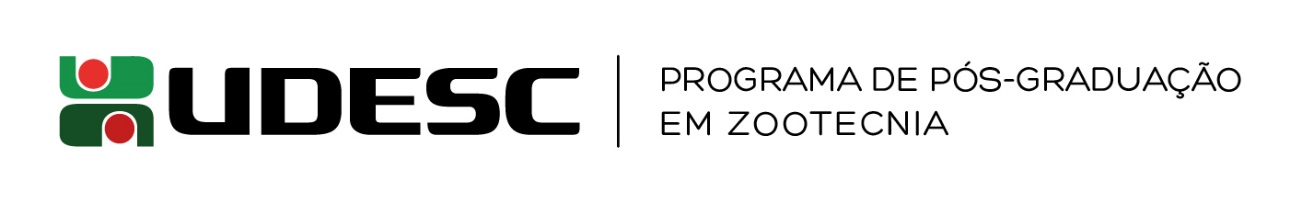 UDESC
PROGRAMA DE PÓS-GRADUAÇÃO
EM ZOOTECNIA